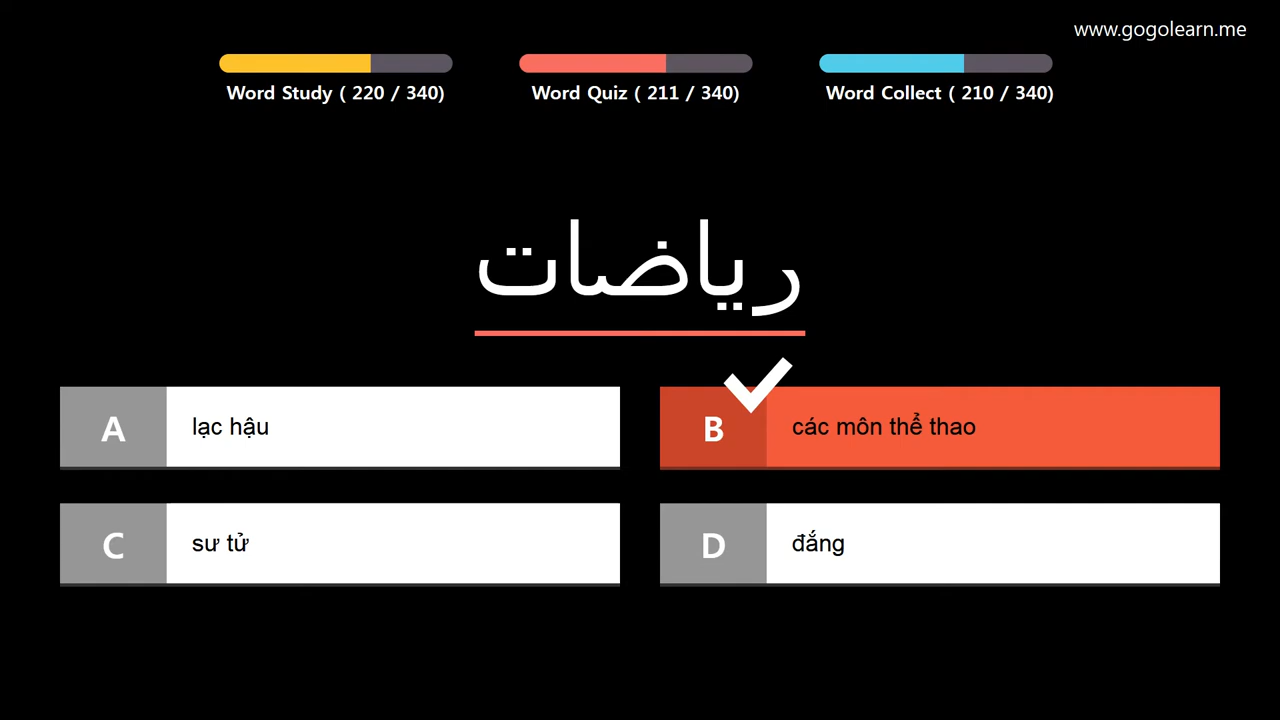 www.gogolearn.me
Word Study ( 220 / 340)
Word Quiz ( 211 / 340)
Word Collect ( 210 / 340)
رياضات
A
lạc hậu
B
các môn thể thao
C
sư tử
D
đắng